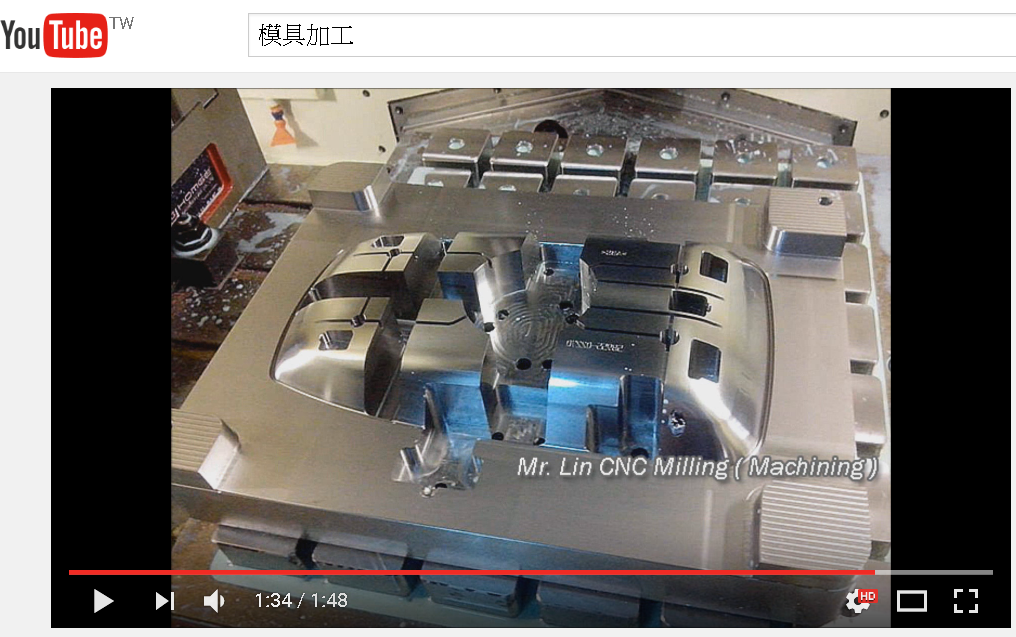 YouTube TW
模具加工
Mr. Lin CNC Milling ( Machining )
1:34 / 1:48
HD